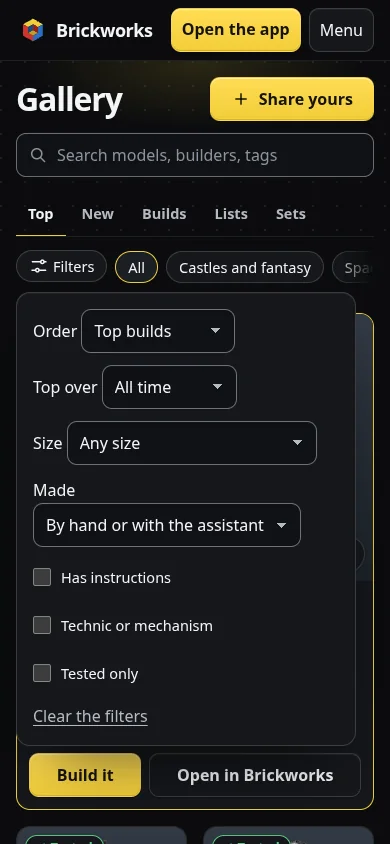 Brickworks
Open the app
Menu
Gallery
Share yours
Search models, builders, tags
Top New Builds Lists Sets
Filters All Castles and fantasy
Order Top builds
Top over All time
Size Any size
Made
By hand or with the assistant
Has instructions
Technic or mechanism
Tested only
Clear the filters
Build it
Open in Brickworks